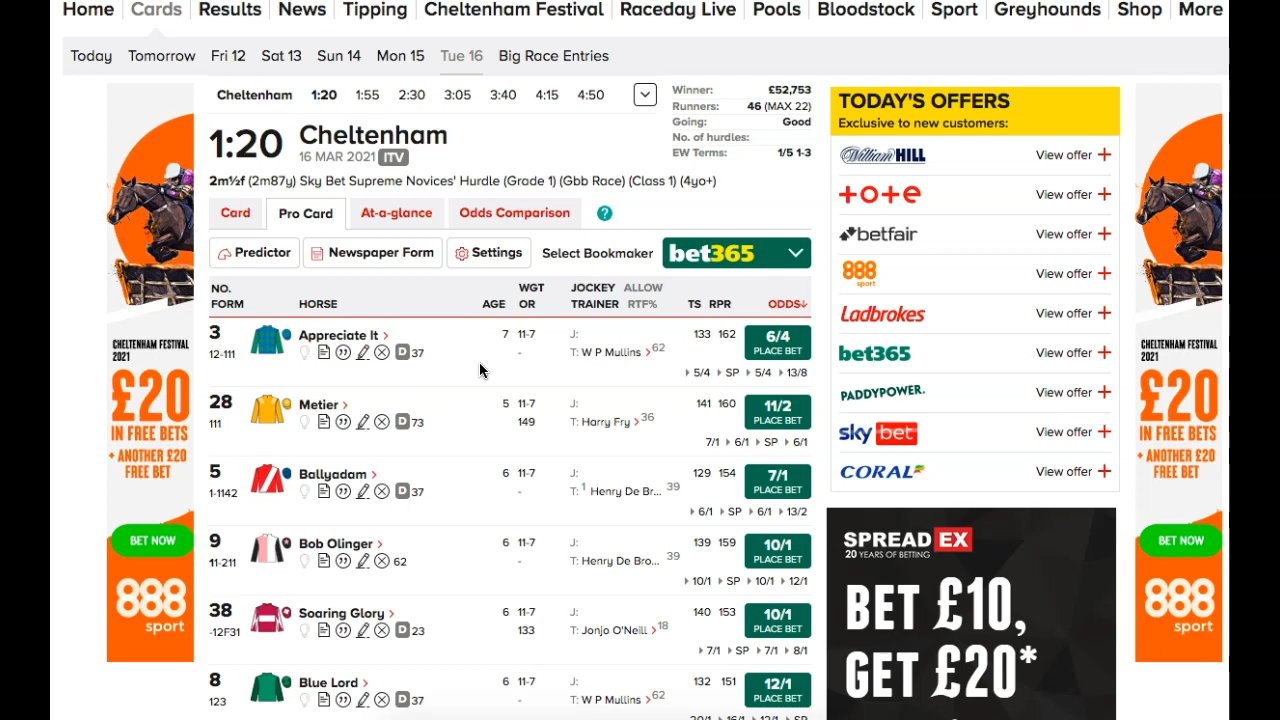 Home Cards Results News Tipping Cheltenham Festival Raceday Live Pools Bloodstock Sport Greyhounds Shop More
Today Tomorrow Fri 12 Sat 13 Sun 14 Mon 15 Tue 16 Big Race Entries
Cheltenham 1:20 1:55 2:30 3:05 3:40 4:15 4:50
1:20 Cheltenham
16 MAR 2021 ITV
Winner: £52,753
Runners: 46 (MAX 22)
Going: Good
No. of hurdles:
EW Terms: 1/5 1-3
2m½f (2m87y) Sky Bet Supreme Novices' Hurdle (Grade 1) (Gbb Race) (Class 1) (4yo+)
Card Pro Card At-a-glance Odds Comparison ?
Predictor Newspaper Form Settings Select Bookmaker bet365
NO. WGT JOCKEY ALLOW
FORM HORSE AGE OR TRAINER RTF% TS RPR ODDS
3 Appreciate It 7 11-7 J: 133 162 6/4
12-111 D 37 - T: W P Mullins 62 PLACE BET
5/4 SP 5/4 13/8
28 Metier 5 11-7 J: 141 160 11/2
111 D 73 149 T: Harry Fry 36 PLACE BET
7/1 6/1 SP 6/1
5 Ballyadam 6 11-7 J: 129 154 7/1
1-1142 D 37 - T: 1 Henry De Br... 39 PLACE BET
6/1 SP 6/1 13/2
9 Bob Olinger 6 11-7 J: 139 159 10/1
11-211 62 - T: Henry De Bro... 39 PLACE BET
10/1 SP 10/1 12/1
38 Soaring Glory 6 11-7 J: 140 153 10/1
-12F31 D 23 133 T: Jonjo O'Neill 18 PLACE BET
7/1 SP 7/1 8/1
8 Blue Lord 6 11-7 J: 132 151 12/1
123 D 37 - T: W P Mullins 62 PLACE BET
TODAY'S OFFERS
Exclusive to new customers:
William HILL View offer +
tote View offer +
betfair View offer +
888 sport View offer +
Ladbrokes View offer +
bet365 View offer +
PADDYPOWER. View offer +
sky bet View offer +
CORAL View offer +
SPREADEX
20 YEARS OF BETTING
BET £10,
GET £20*
CHELTENHAM FESTIVAL
2021
£20
IN FREE BETS
+ ANOTHER £20
FREE BET
BET NOW
888
sport
CHELTENHAM FESTIVAL
2021
£20
IN FREE BETS
+ ANOTHER £20
FREE BET
BET NOW
888
sport